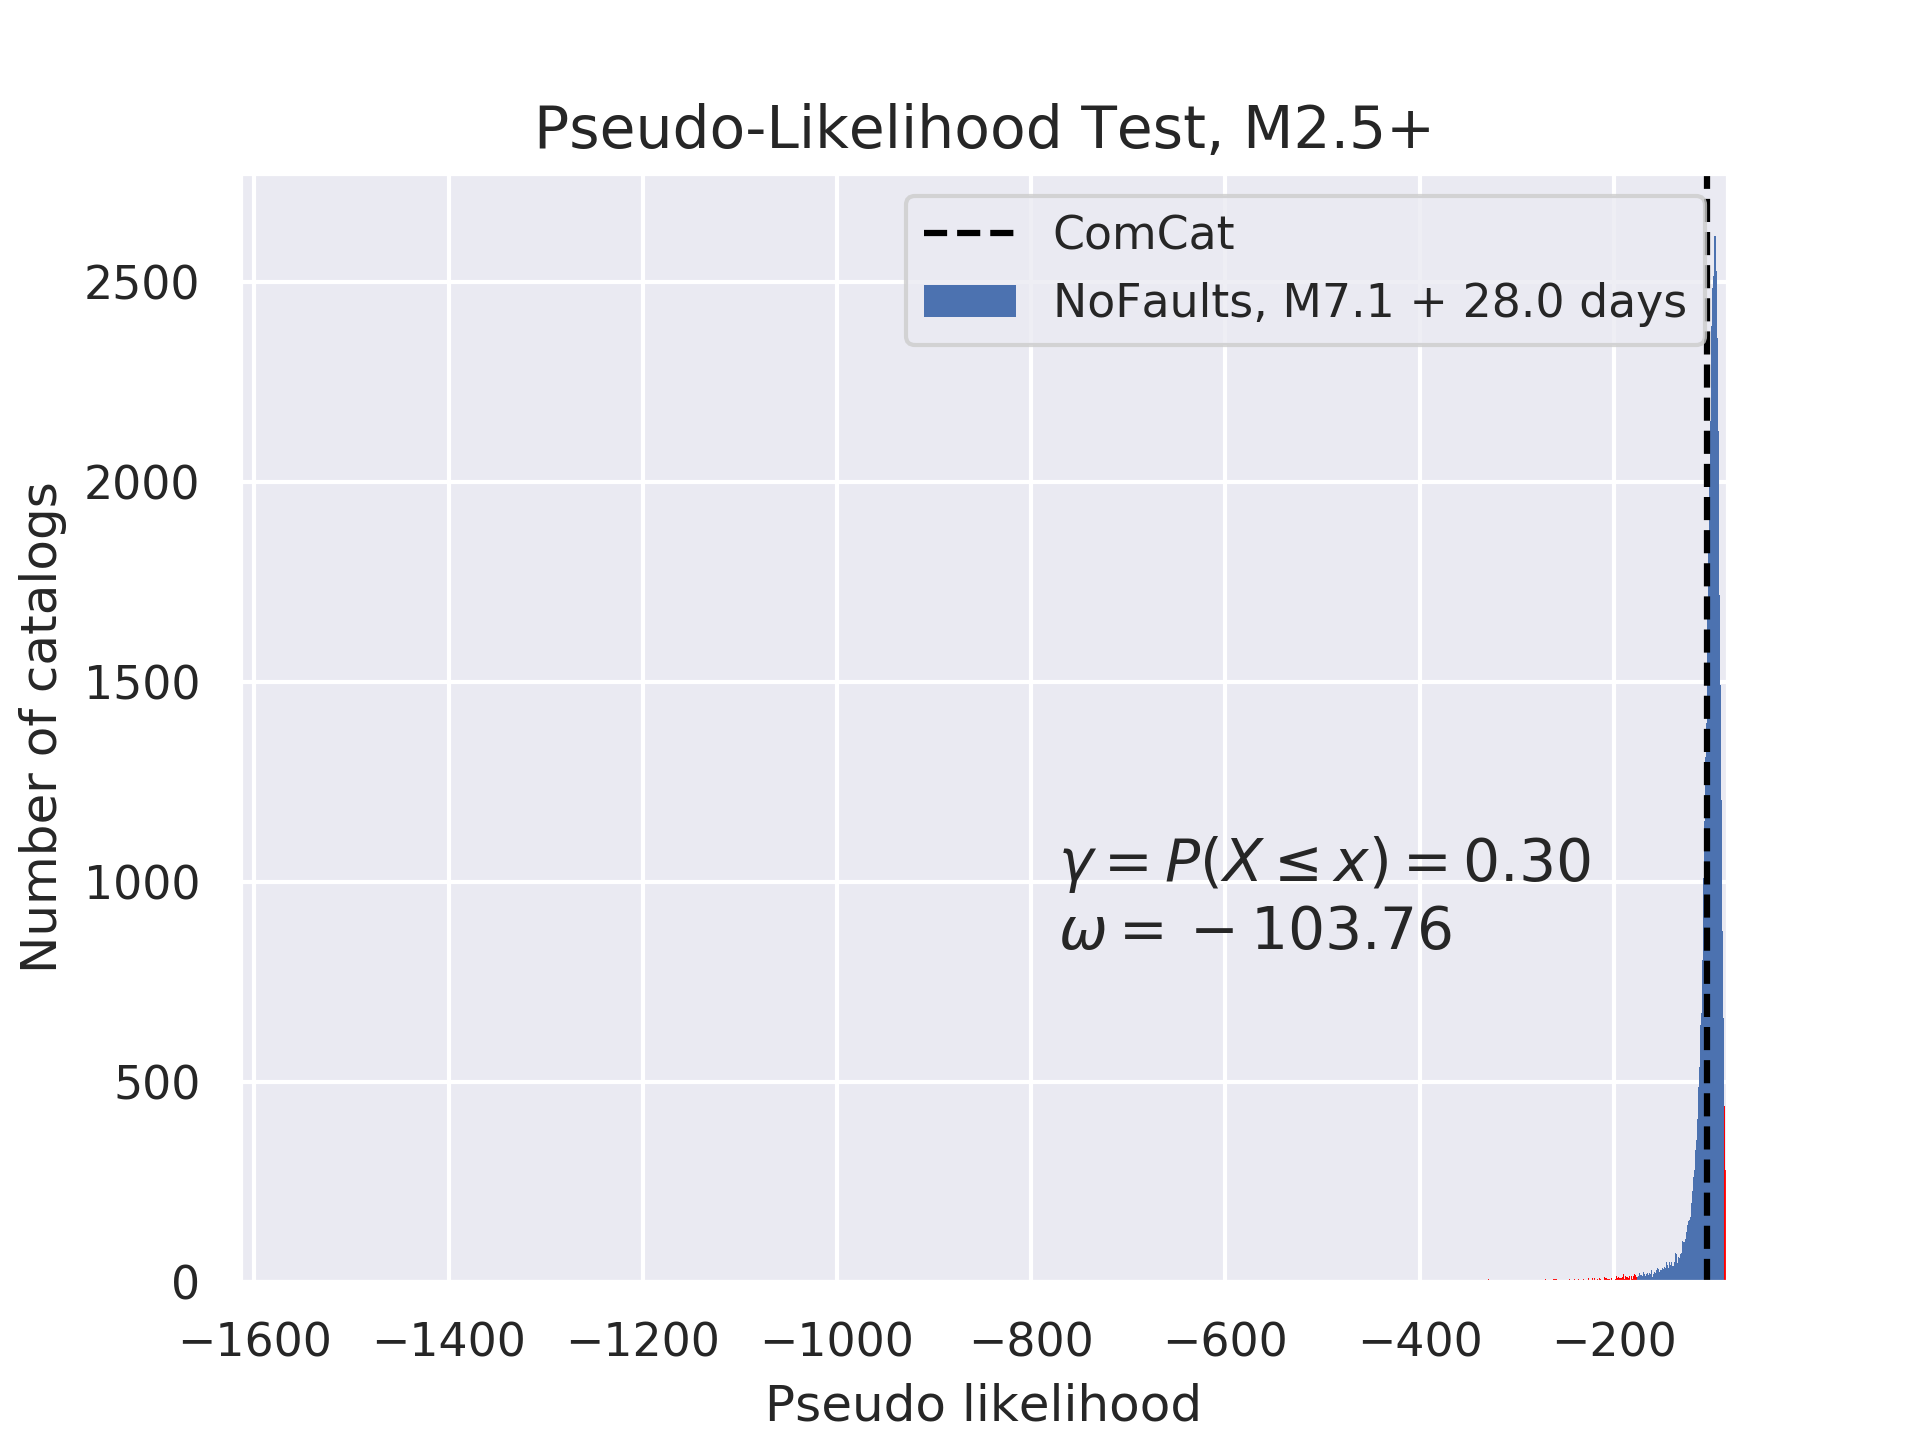 Pseudo-Likelihood Test, M2.5+
ComCat
NoFaults, M7.1 + 28.0 days
2500
2000
1500
1000
500
0
Number of catalogs
γ = P(X ≤ x) = 0.30
ω = −103.76
−1600 −1400 −1200 −1000 −800 −600 −400 −200
Pseudo likelihood